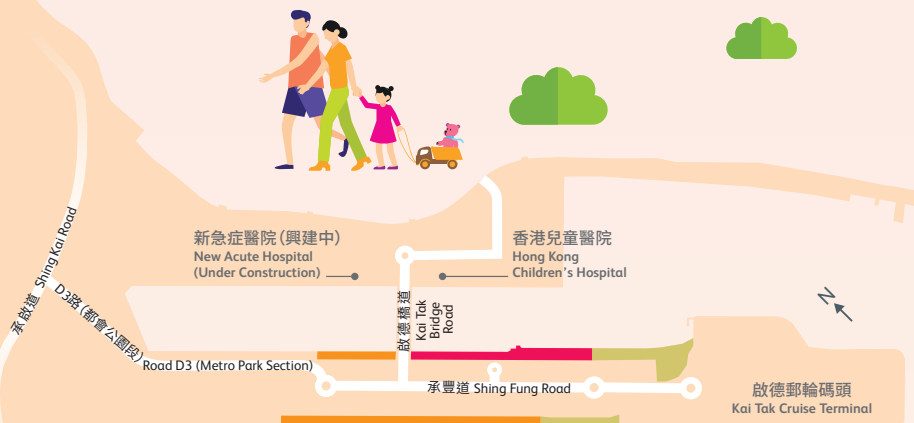 新急症醫院（興建中）
New Acute Hospital
(Under Construction)
香港兒童醫院
Hong Kong
Children's Hospital
承啟道 Shing Kai Road
D3路（都會公園段）
Road D3 (Metro Park Section)
啟德橋道
Kai Tak
Bridge
Road
N
承豐道 Shing Fung Road
啟德郵輪碼頭
Kai Tak Cruise Terminal